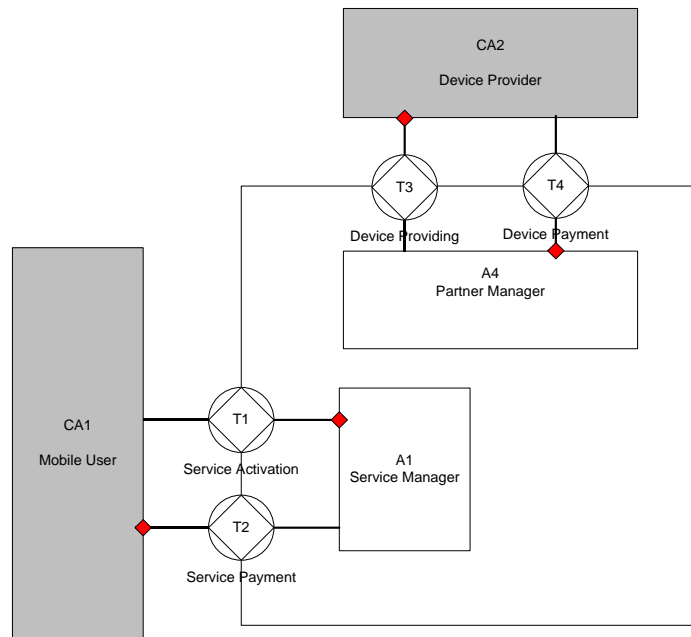 CA2
Device Provider
T3
T4
Device Providing
Device Payment
A4
Partner Manager
CA1
Mobile User
T1
Service Activation
A1
Service Manager
T2
Service Payment